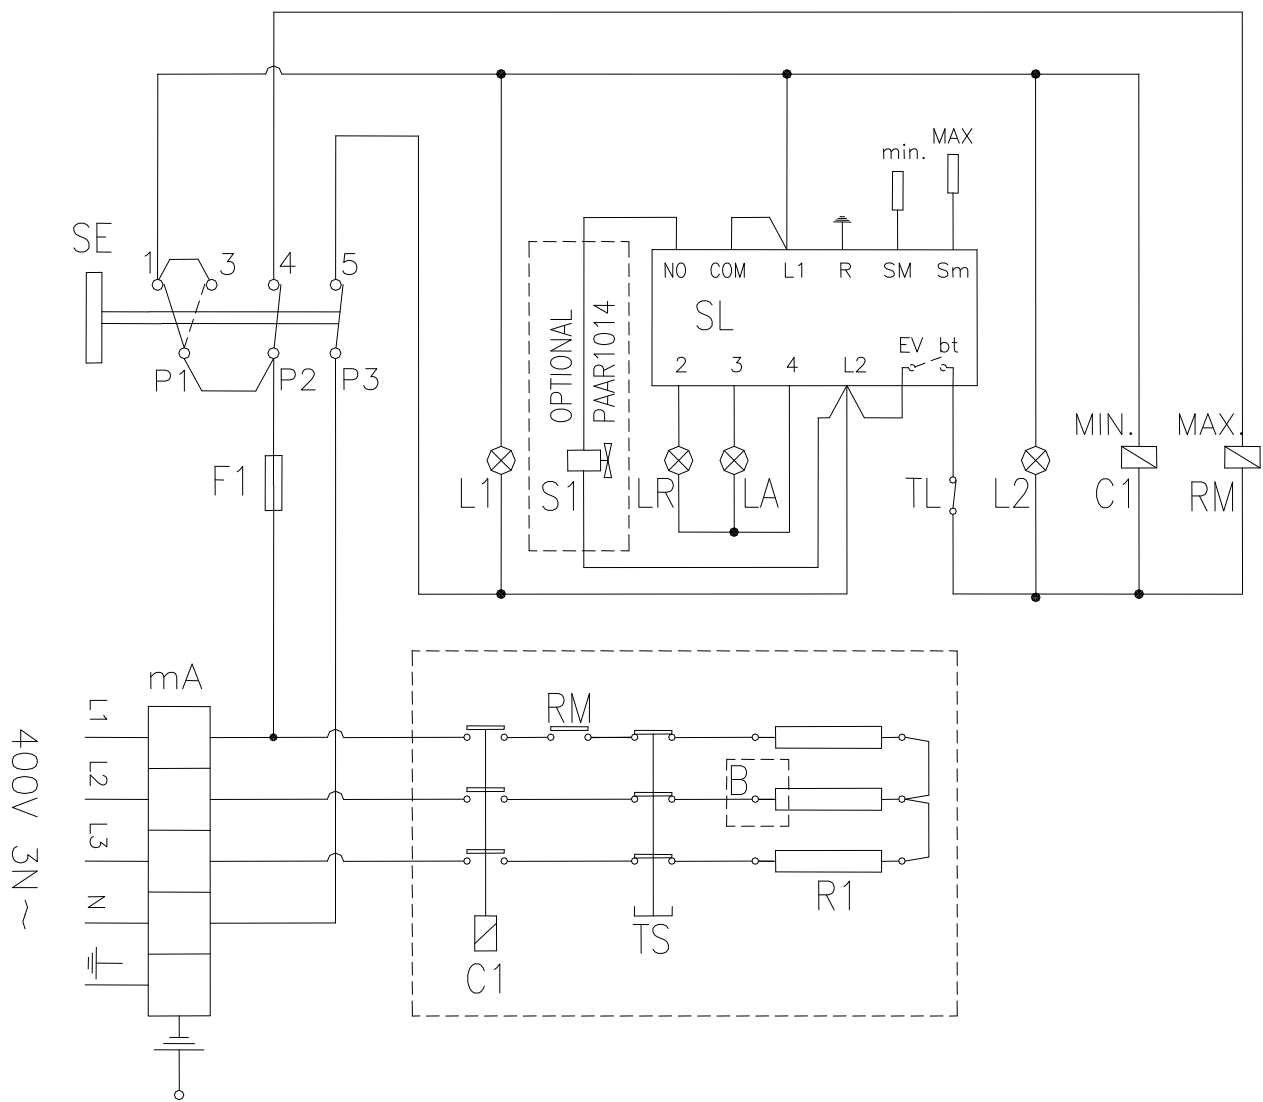 min. MAX
SE
1 3 4 5
NO COM L1 R SM Sm
SL
OPTIONAL
PAAR1014
2 3 4 L2 EV bt
P1 P2 P3
MIN. MAX.
F1
L1 S1 LR LA TL L2 C1 RM
mA
L1
L2
L3
N
400V 3N~
RM
B
R1
TS
C1